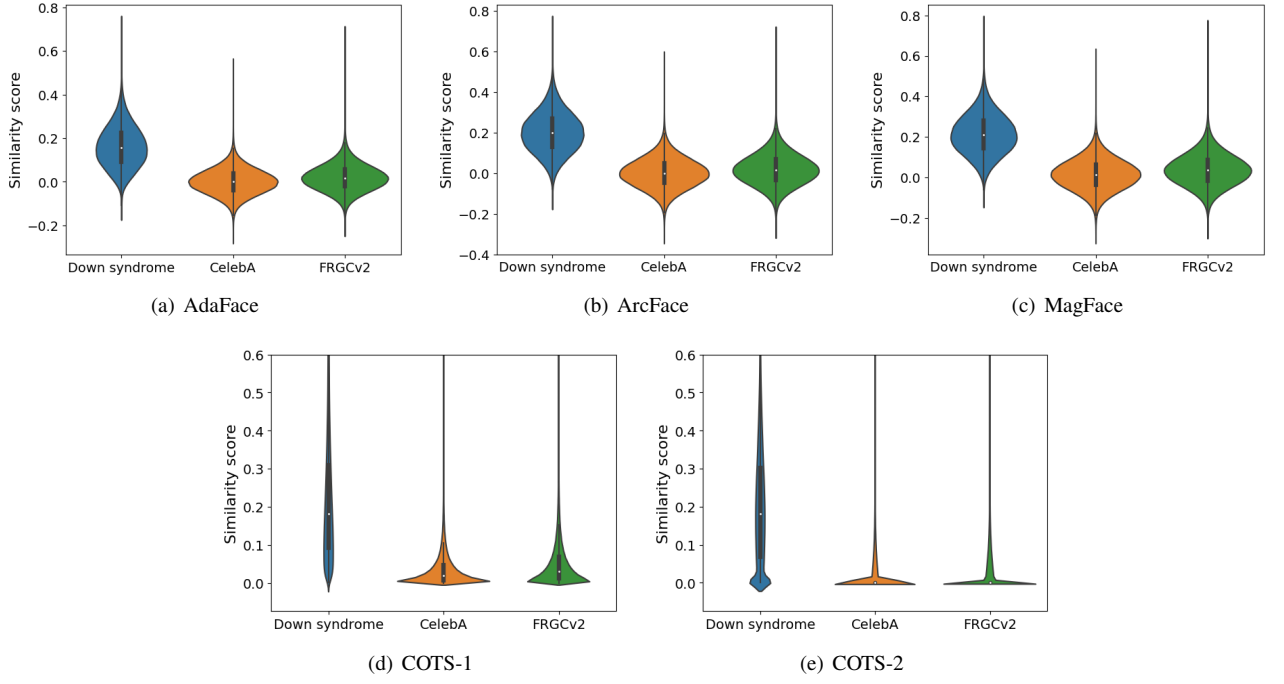 0.8
0.6
0.4
0.2
0.0
−0.2
Similarity score
Down syndrome CelebA FRGCv2
(a) AdaFace
0.8
0.6
0.4
0.2
0.0
−0.2
−0.4
Similarity score
Down syndrome CelebA FRGCv2
(b) ArcFace
0.8
0.6
0.4
0.2
0.0
−0.2
Similarity score
Down syndrome CelebA FRGCv2
(c) MagFace
0.6
0.5
0.4
0.3
0.2
0.1
0.0
Similarity score
Down syndrome CelebA FRGCv2
(d) COTS-1
0.6
0.5
0.4
0.3
0.2
0.1
0.0
Similarity score
Down syndrome CelebA FRGCv2
(e) COTS-2